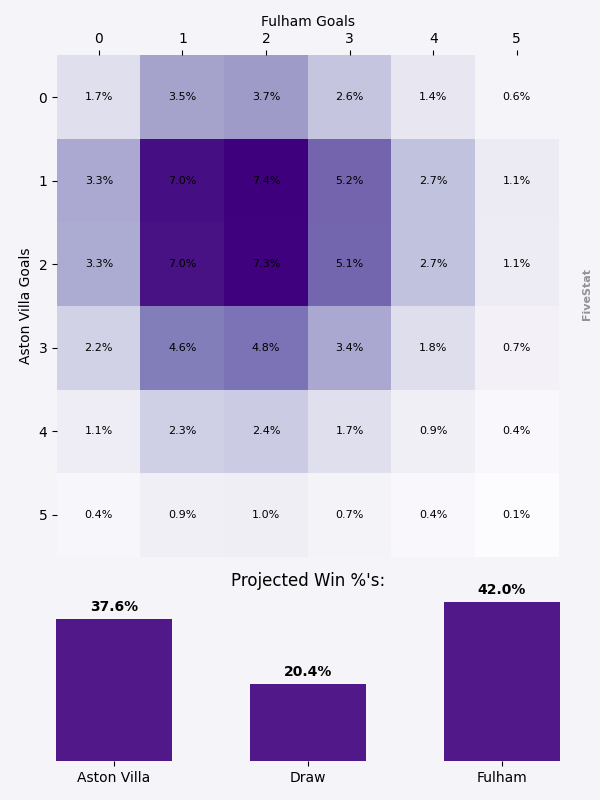 Fulham Goals
0 1 2 3 4 5
0 1.7% 3.5% 3.7% 2.6% 1.4% 0.6%
1 3.3% 7.0% 7.4% 5.2% 2.7% 1.1%
2 3.3% 7.0% 7.3% 5.1% 2.7% 1.1%
3 2.2% 4.6% 4.8% 3.4% 1.8% 0.7%
4 1.1% 2.3% 2.4% 1.7% 0.9% 0.4%
5 0.4% 0.9% 1.0% 0.7% 0.4% 0.1%
Aston Villa Goals
FiveStat
Projected Win %'s:
37.6% 20.4% 42.0%
Aston Villa Draw Fulham